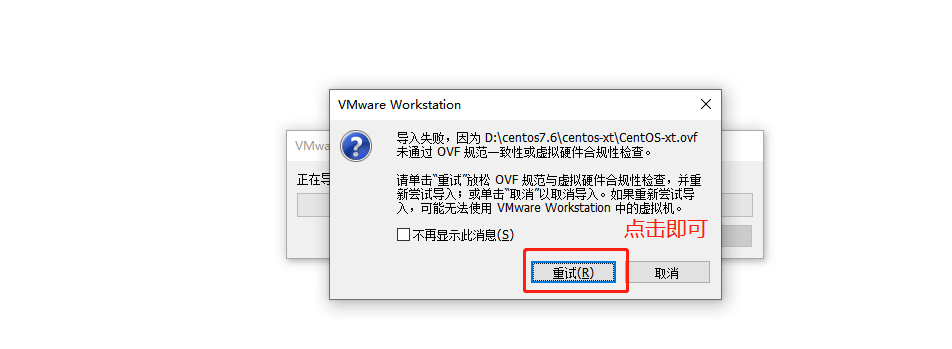 VMware Workstation
VMwa
正在导
导入失败，因为 D:\centos7.6\centos-xt\CentOS-xt.ovf
未通过 OVF 规范一致性或虚拟硬件合规性检查。
请单击“重试”放松 OVF 规范与虚拟硬件合规性检查，并重
新尝试导入；或单击“取消”以取消导入。如果重新尝试导
入，可能无法使用 VMware Workstation 中的虚拟机。
点击即可
不再显示此消息(S)
重试(R)
取消